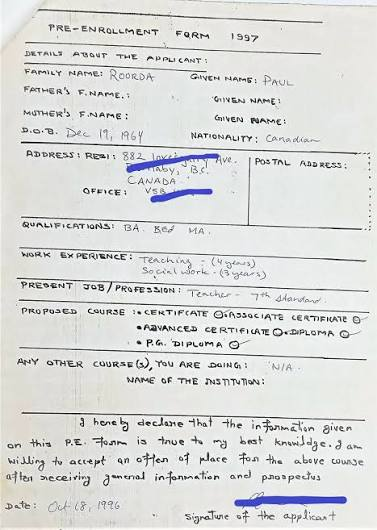 PRE-ENROLLMENT FORM 1997
DETAILS ABOUT THE APPLICANT:
FAMILY NAME: ROORDA GIVEN NAME: PAUL
FATHER'S F.NAME.: GIVEN NAME:
MOTHER'S F.NAME: GIVEN NAME:
D.O.B. Dec 19, 1964 NATIONALITY: Canadian
ADDRESS: RESI: 882 Ave. POSTAL ADDRESS:
B.C.
CANADA
OFFICE: V5B
QUALIFICATIONS: BA. BEd MA.
WORK EXPERIENCE: Teaching - (4 years)
Social work - (3 years)
PRESENT JOB/PROFESSION: Teacher - 7th standard.
PROPOSED COURSE: • CERTIFICATE • ASSOCIATE CERTIFICATE
• ADVANCED CERTIFICATE • DIPLOMA
• P.G. DIPLOMA
ANY OTHER COURSE(S), YOU ARE DOING: N/A
NAME OF THE INSTITUTION:
I hereby declare that the information given
on this P.E. Form is true to my best knowldge. I am
willing to accept an offer of place for the above course
after receiving general information and prospectus
Date: Oct 18, 1996
signature of the applicant